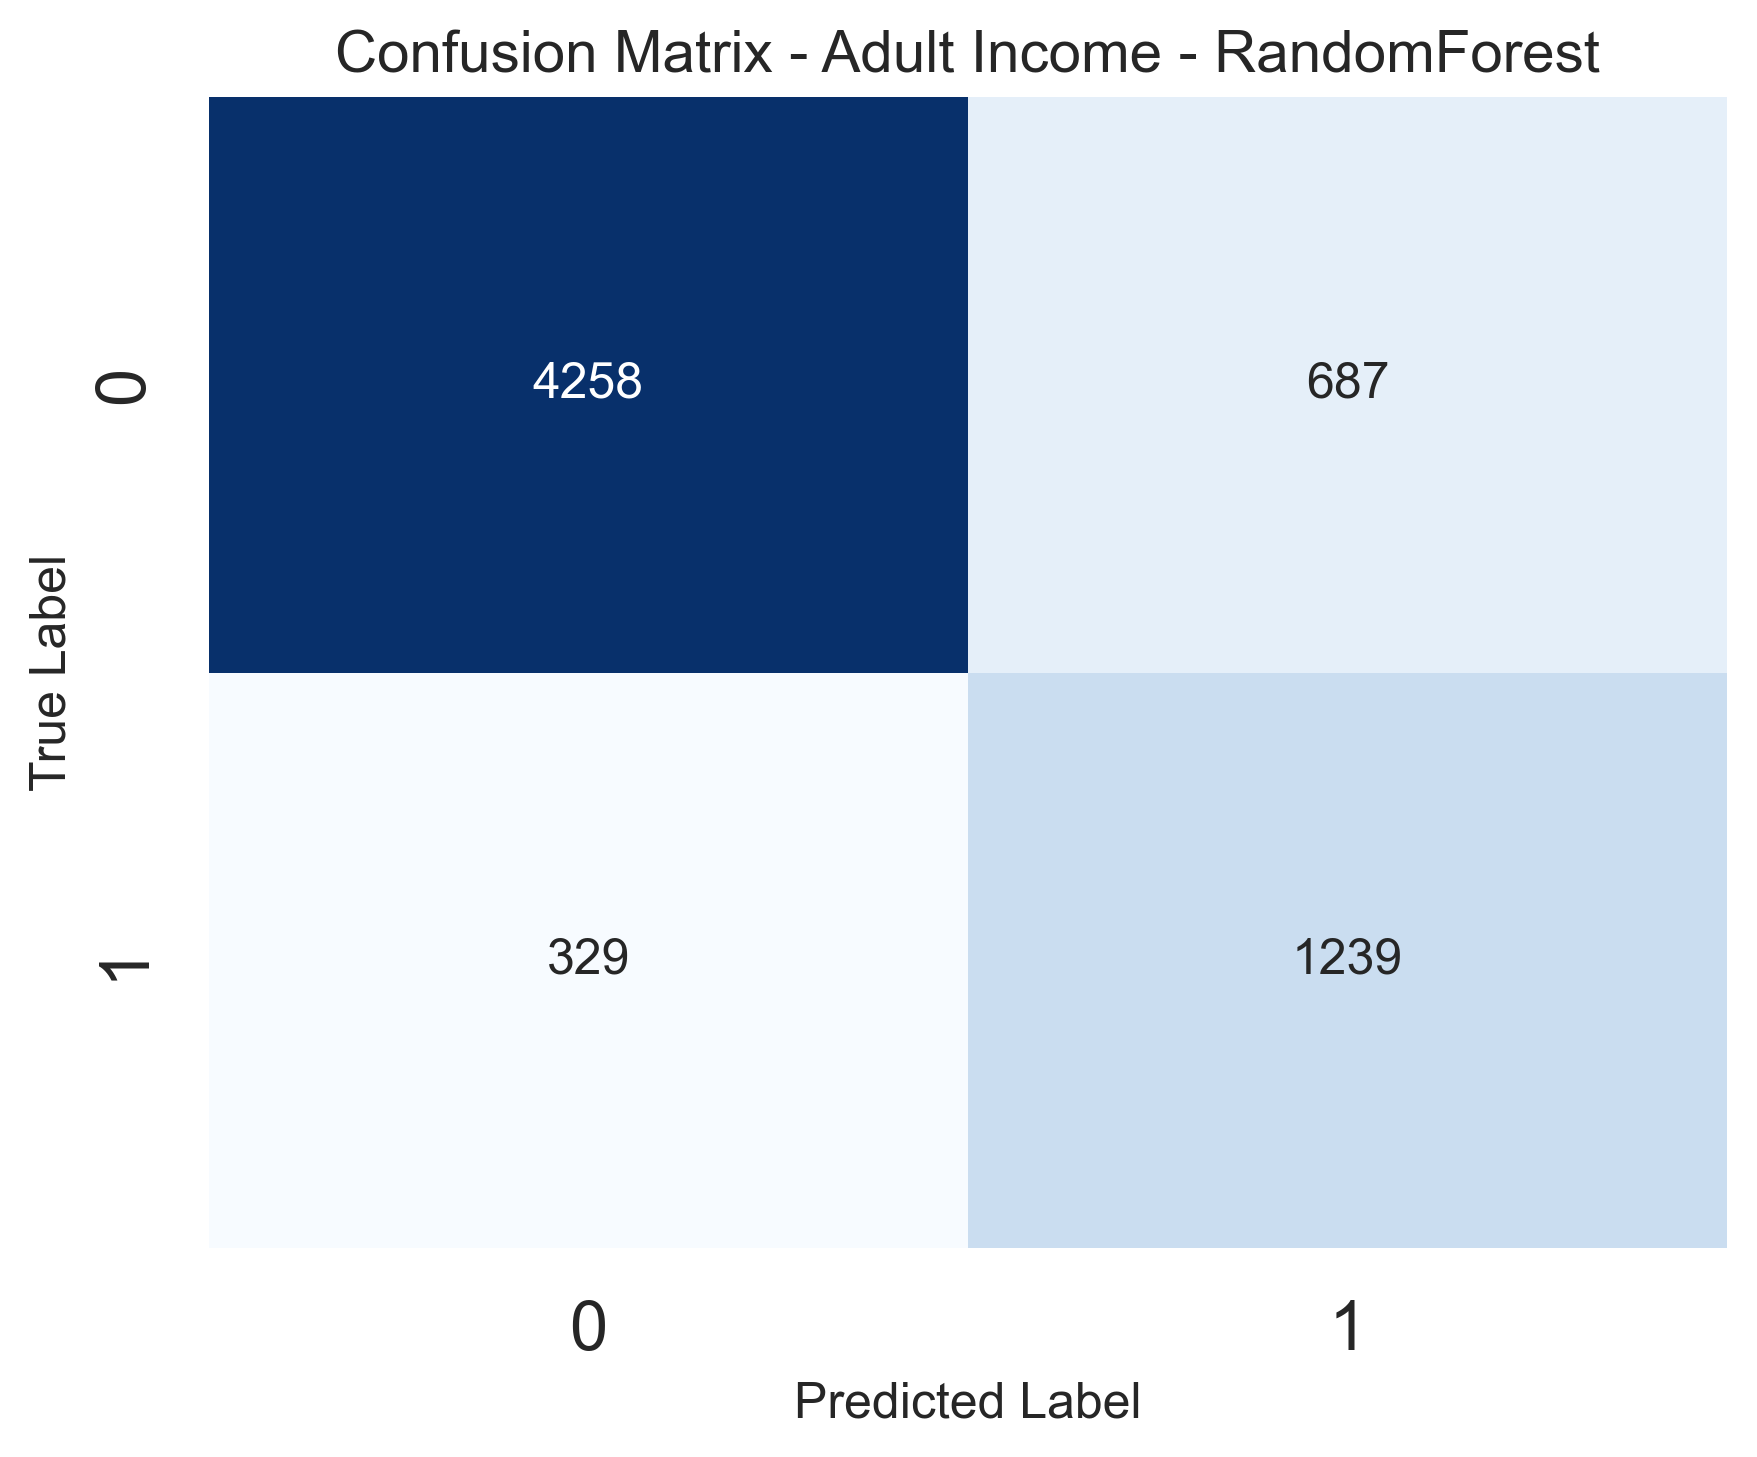 Confusion Matrix - Adult Income - RandomForest
True Label
0
4258
687
1
329
1239
0
1
Predicted Label